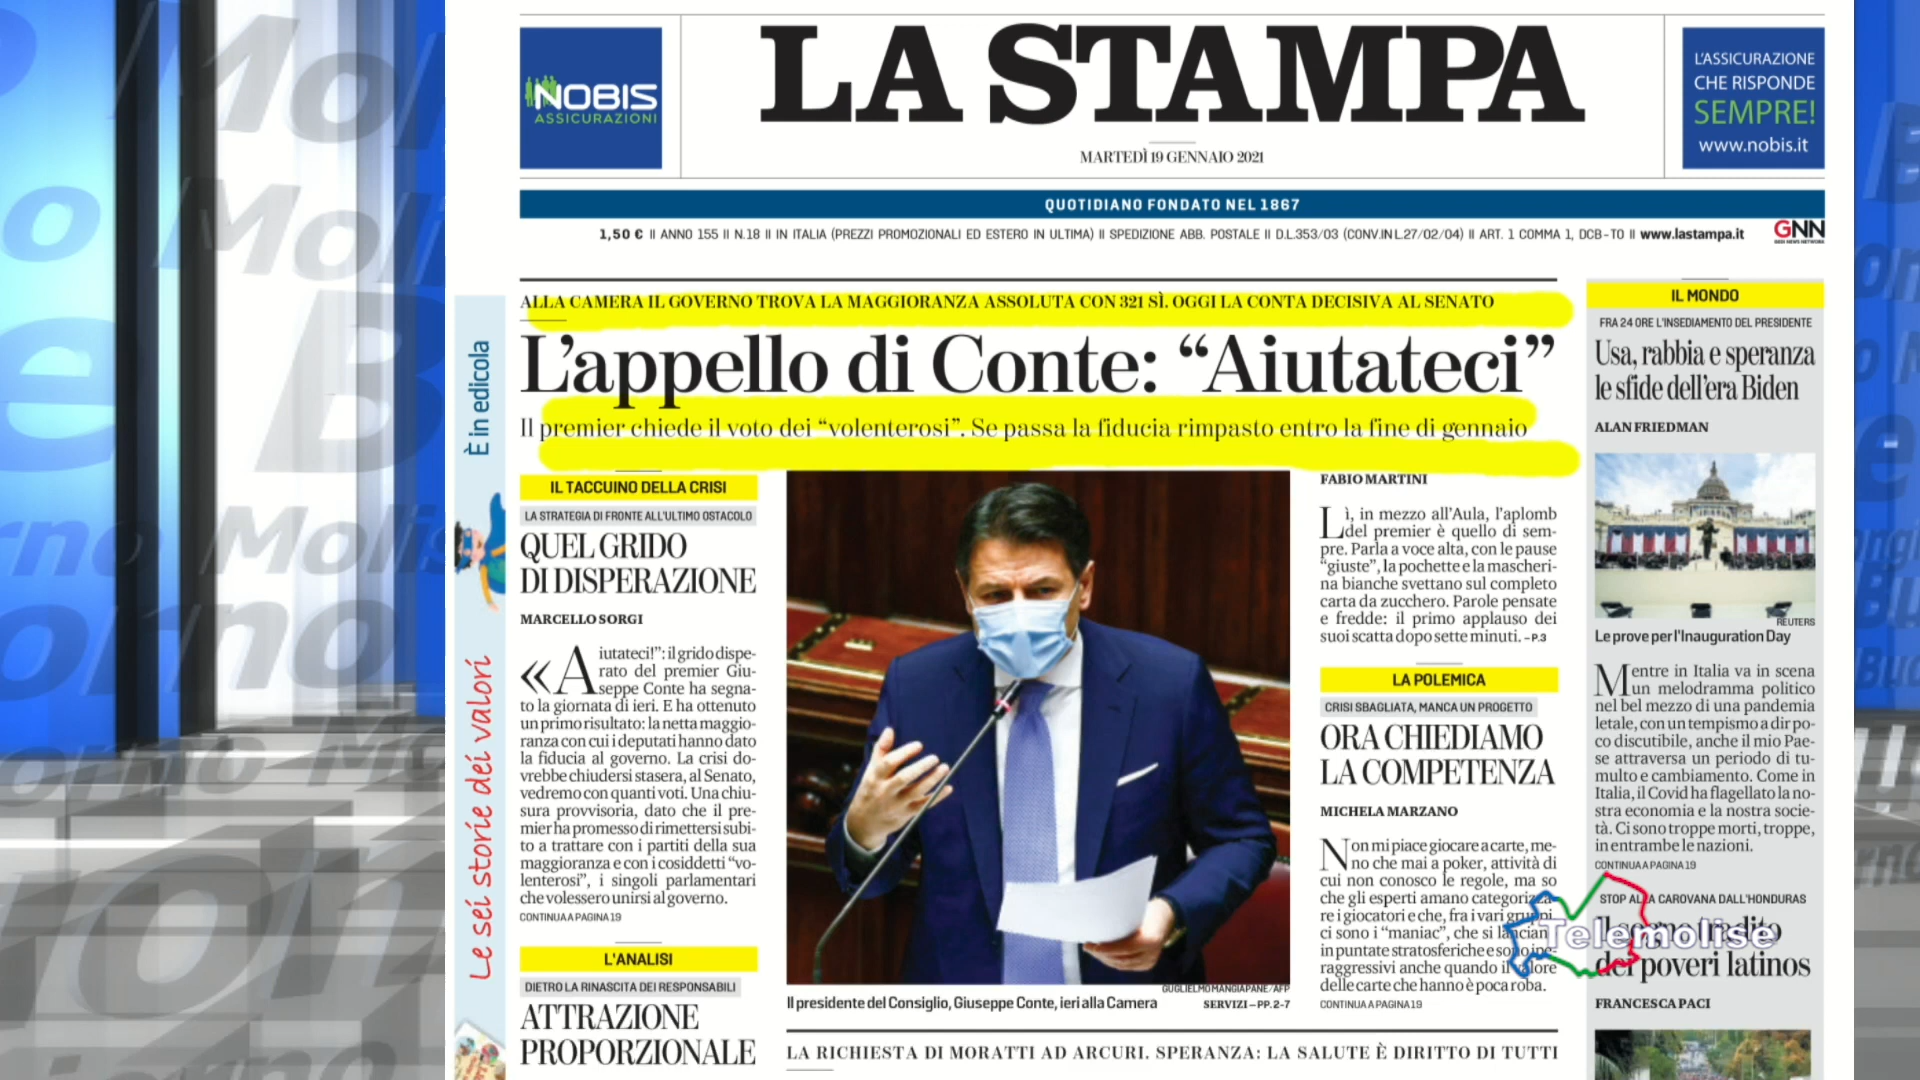 NOBIS
ASSICURAZIONI
LA STAMPA
MARTEDÌ 19 GENNAIO 2021
L'ASSICURAZIONE
CHE RISPONDE
SEMPRE!
www.nobis.it
QUOTIDIANO FONDATO NEL 1867
1,50 € II ANNO 155 II N.18 II IN ITALIA (PREZZI PROMOZIONALI ED ESTERO IN ULTIMA) II SPEDIZIONE ABB. POSTALE II D.L.353/03 (CONV.IN L.27/02/04) II ART. 1 COMMA 1, DCB-TO II www.lastampa.it
GNN
È in edicola
Le sei storie dei valori
ALLA CAMERA IL GOVERNO TROVA LA MAGGIORANZA ASSOLUTA CON 321 SÌ. OGGI LA CONTA DECISIVA AL SENATO
L'appello di Conte: “Aiutateci”
Il premier chiede il voto dei “volenterosi”. Se passa la fiducia rimpasto entro la fine di gennaio
IL TACCUINO DELLA CRISI
LA STRATEGIA DI FRONTE ALL'ULTIMO OSTACOLO
QUEL GRIDO
DI DISPERAZIONE
MARCELLO SORGI
«Aiutateci!”: il grido dispe-
rato del premier Giu-
seppe Conte ha segna-
to la giornata di ieri. E ha ottenuto
un primo risultato: la netta maggio-
ranza con cui i deputati hanno dato
la fiducia al governo. La crisi do-
vrebbe chiudersi stasera, al Senato,
vedremo con quanti voti. Una chiu-
sura provvisoria, dato che il pre-
mier ha promesso di rimettersi subi-
to a trattare con i partiti della sua
maggioranza e con i cosiddetti “vo-
lenterosi”, i singoli parlamentari
che volessero unirsi al governo.
CONTINUA A PAGINA 19
L'ANALISI
DIETRO LA RINASCITA DEI RESPONSABILI
ATTRAZIONE
PROPORZIONALE
GUGLIELMO MANGIAPANE/AFP
Il presidente del Consiglio, Giuseppe Conte, ieri alla Camera
SERVIZI – PP. 2-7
FABIO MARTINI
Lì, in mezzo all'Aula, l'aplomb
del premier è quello di sem-
pre. Parla a voce alta, con le pause
“giuste”, la pochette e la mascheri-
na bianche svettano sul completo
carta da zucchero. Parole pensate
e fredde: il primo applauso dei
suoi scatta dopo sette minuti. – P.3
LA POLEMICA
CRISI SBAGLIATA, MANCA UN PROGETTO
ORA CHIEDIAMO
LA COMPETENZA
MICHELA MARZANO
Non mi piace giocare a carte, me-
no che mai a poker, attività di
cui non conosco le regole, ma so
che gli esperti amano categorizza-
re i giocatori e che, fra i vari gruppi,
ci sono i “maniac”, che si lanciano
in puntate stratosferiche e sono
raggressivi anche quando il valore
delle carte che hanno è poca roba.
CONTINUA A PAGINA 19
LA RICHIESTA DI MORATTI AD ARCURI. SPERANZA: LA SALUTE È DIRITTO DI TUTTI
IL MONDO
FRA 24 ORE L'INSEDIAMENTO DEL PRESIDENTE
Usa, rabbia e speranza
le sfide dell'era Biden
ALAN FRIEDMAN
REUTERS
Le prove per l'Inauguration Day
Mentre in Italia va in scena
un melodramma politico
nel bel mezzo di una pandemia
letale, con un tempismo a dir po-
co discutibile, anche il mio Pae-
se attraversa un periodo di tu-
multo e cambiamento. Come in
Italia, il Covid ha flagellato la no-
stra economia e la nostra socie-
tà. Ci sono troppe morti, troppe,
in entrambe le nazioni.
CONTINUA A PAGINA 19
STOP ALLA CAROVANA DALL'HONDURAS
Il sogno tradito
dei poveri latinos
Telemolise
FRANCESCA PACI